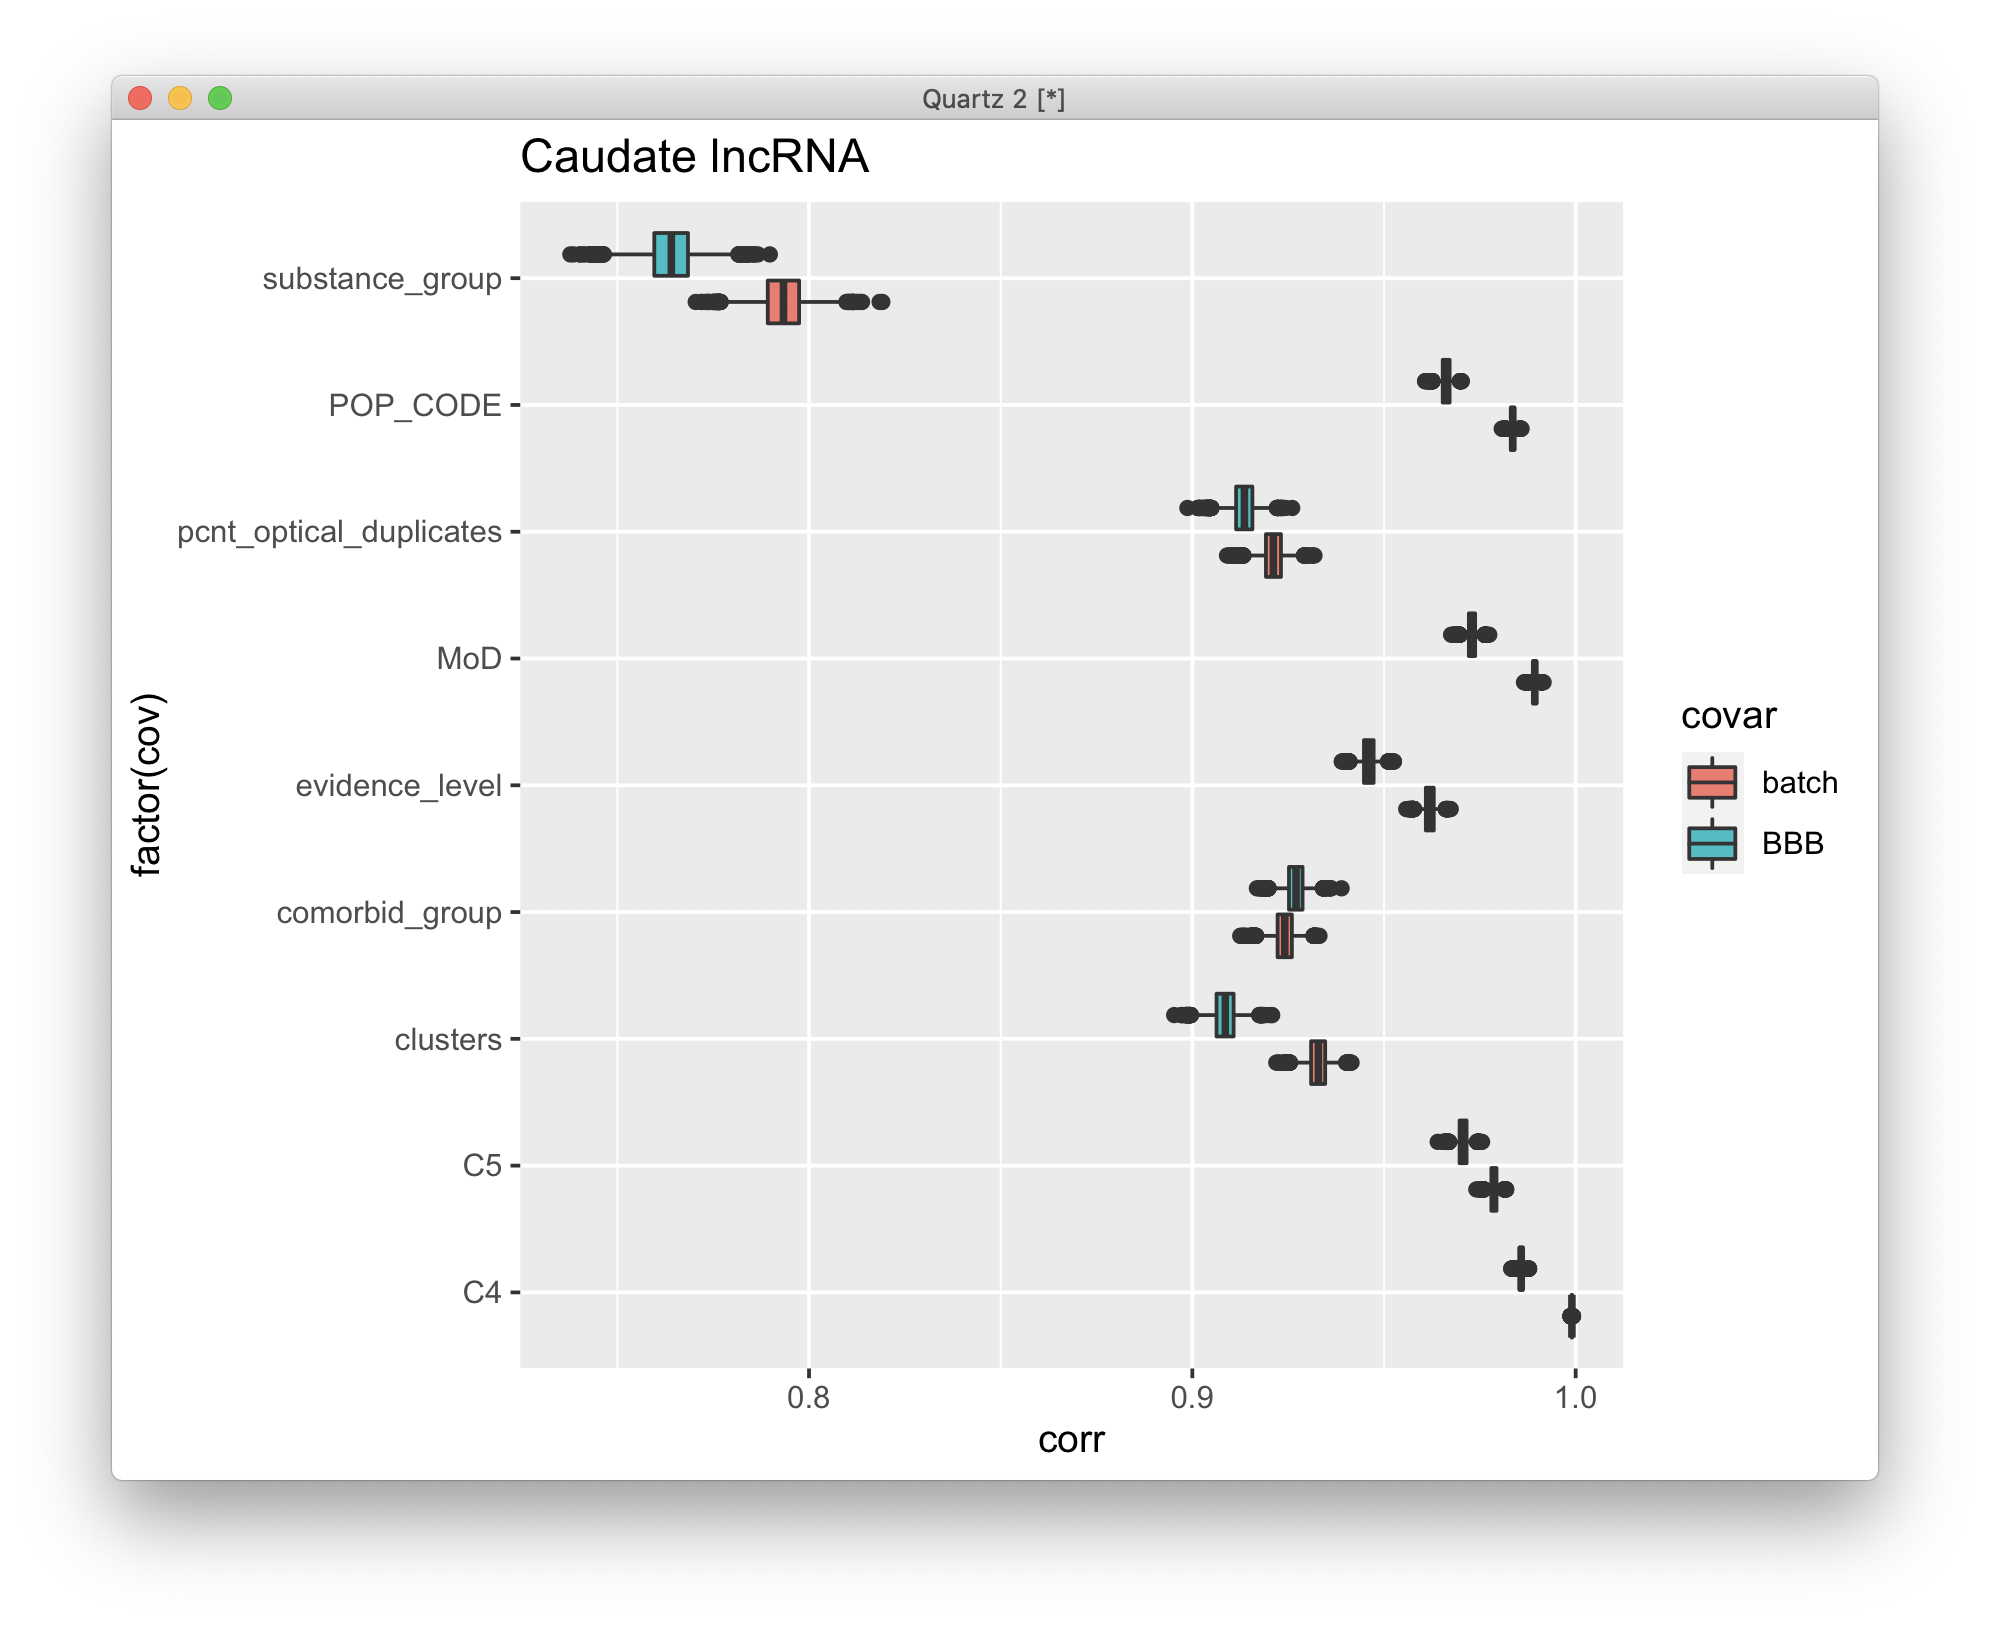 Quartz 2 [*]
Caudate lncRNA
substance_group
POP_CODE
pcnt_optical_duplicates
MoD
evidence_level
comorbid_group
clusters
C5
C4
factor(cov)
0.8
0.9
1.0
corr
covar
batch
BBB